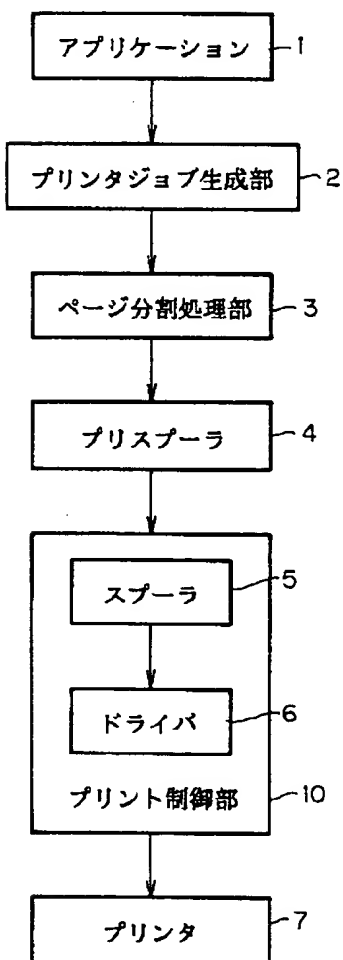 アプリケーション 1
プリンタジョブ生成部 2
ページ分割処理部 3
プリスプーラ 4
スプーラ 5
ドライバ 6
プリント制御部 10
プリンタ 7